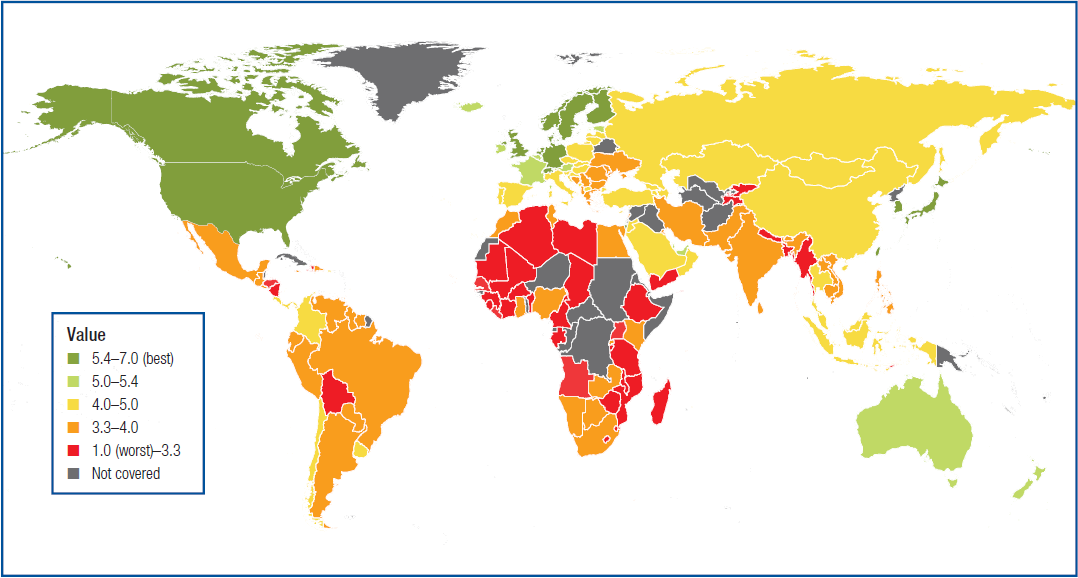 Value
5.4–7.0 (best)
5.0–5.4
4.0–5.0
3.3–4.0
1.0 (worst)–3.3
Not covered